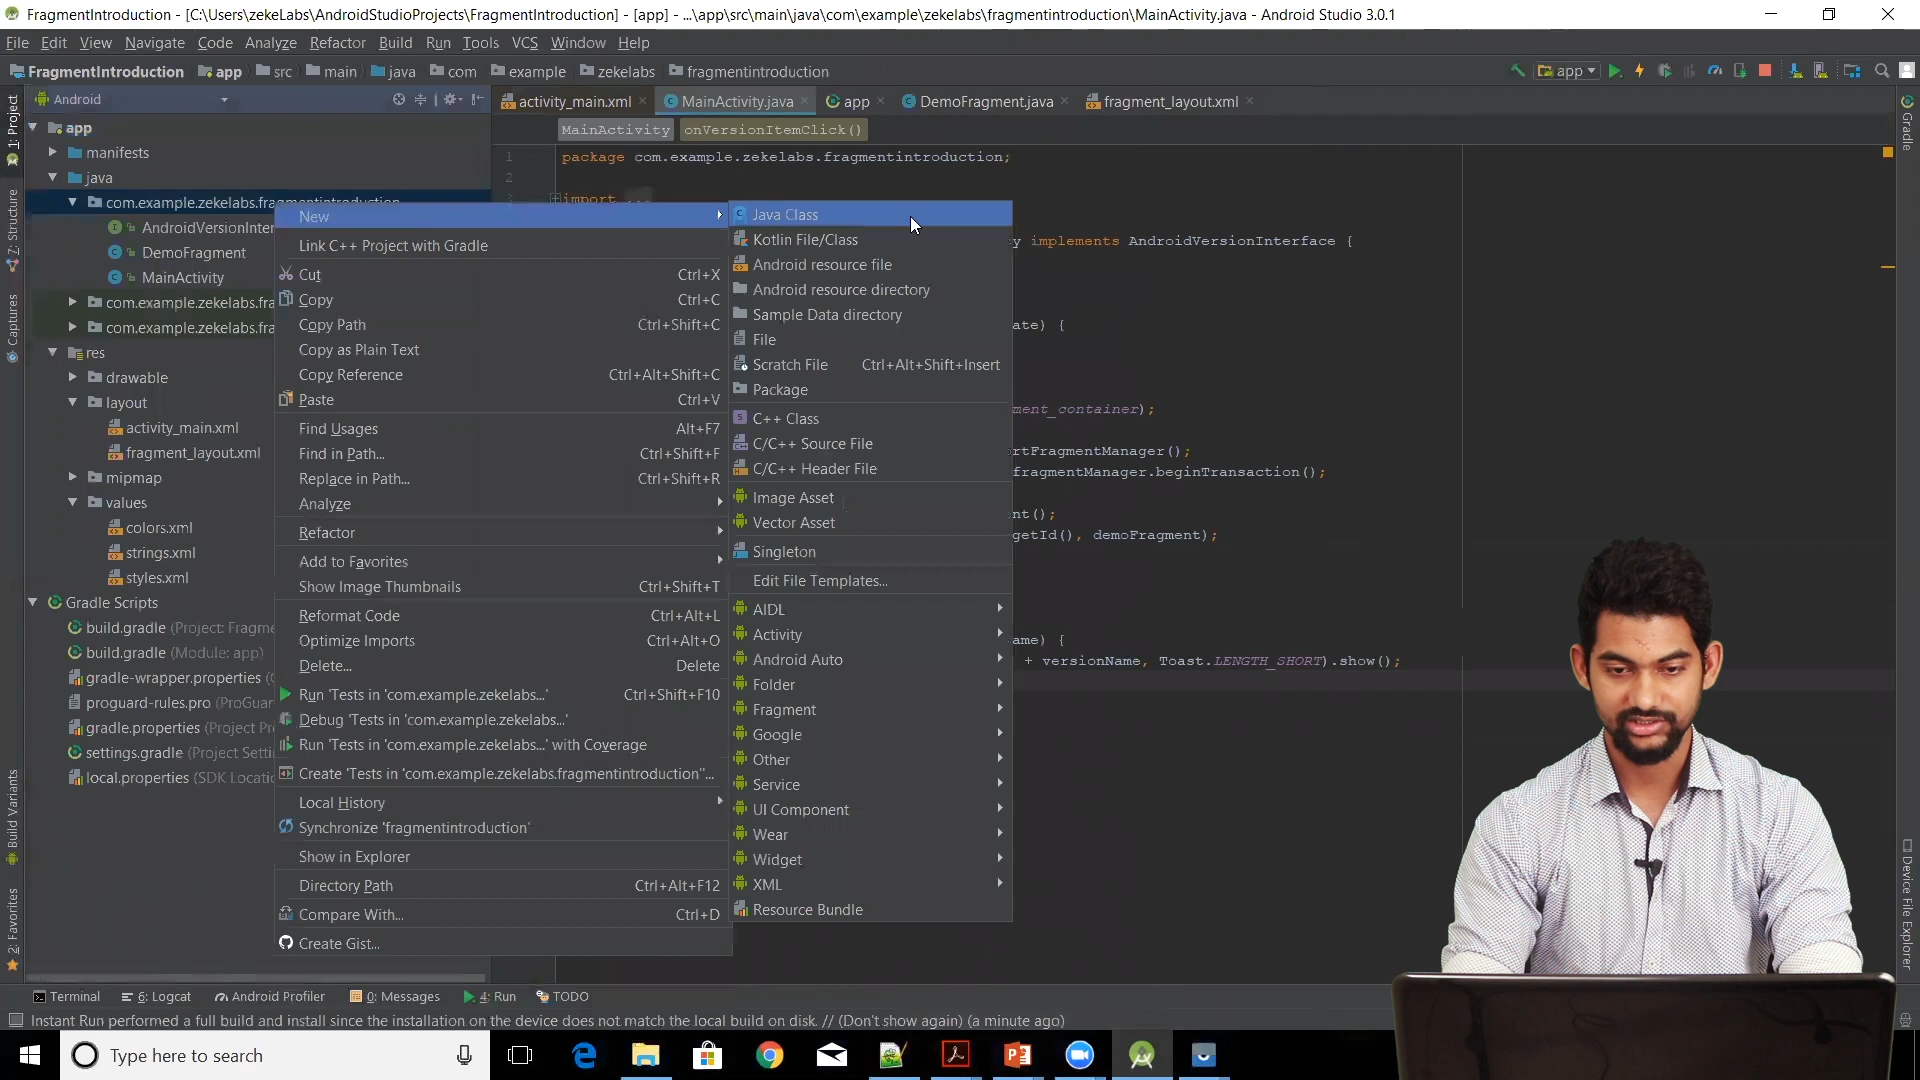 FragmentIntroduction - [C:\Users\zekeLabs\AndroidStudioProjects\FragmentIntroduction] - [app] - ...\app\src\main\java\com\example\zekelabs\fragmentintroduction\MainActivity.java - Android Studio 3.0.1
File Edit View Navigate Code Analyze Refactor Build Run Tools VCS Window Help
FragmentIntroduction app src main java com example zekelabs fragmentintroduction app
Android activity_main.xml MainActivity.java app DemoFragment.java fragment_layout.xml
MainActivity onVersionItemClick()
1: Project
Z: Structure
Captures
Build Variants
2: Favorites
Gradle
Device File Explorer
app
manifests
java
com.example.zekelabs.fragmentintroduction
AndroidVersionInter
DemoFragment
MainActivity
com.example.zekelabs.fra
com.example.zekelabs.fra
res
drawable
layout
activity_main.xml
fragment_layout.xml
mipmap
values
colors.xml
strings.xml
styles.xml
Gradle Scripts
build.gradle (Project: Fragme
build.gradle (Module: app)
gradle-wrapper.properties (G
proguard-rules.pro (ProGuar
gradle.properties (Project Pr
settings.gradle (Project Setti
local.properties (SDK Locatio
New
Link C++ Project with Gradle
Cut Ctrl+X
Copy Ctrl+C
Copy Path Ctrl+Shift+C
Copy as Plain Text
Copy Reference Ctrl+Alt+Shift+C
Paste Ctrl+V
Find Usages Alt+F7
Find in Path... Ctrl+Shift+F
Replace in Path... Ctrl+Shift+R
Analyze
Refactor
Add to Favorites
Show Image Thumbnails Ctrl+Shift+T
Reformat Code Ctrl+Alt+L
Optimize Imports Ctrl+Alt+O
Delete... Delete
Run 'Tests in 'com.example.zekelabs...' Ctrl+Shift+F10
Debug 'Tests in 'com.example.zekelabs...'
Run 'Tests in 'com.example.zekelabs...' with Coverage
Create 'Tests in 'com.example.zekelabs.fragmentintroduction''...
Local History
Synchronize 'fragmentintroduction'
Show in Explorer
Directory Path Ctrl+Alt+F12
Compare With... Ctrl+D
Create Gist...
Java Class
Kotlin File/Class
Android resource file
Android resource directory
Sample Data directory
File
Scratch File Ctrl+Alt+Shift+Insert
Package
C++ Class
C/C++ Source File
C/C++ Header File
Image Asset
Vector Asset
Singleton
Edit File Templates...
AIDL
Activity
Android Auto
Folder
Fragment
Google
Other
Service
UI Component
Wear
Widget
XML
Resource Bundle
1 package com.example.zekelabs.fragmentintroduction;
2
3 import ...
y implements AndroidVersionInterface {
ate) {
ment_container);
rtFragmentManager();
fragmentManager.beginTransaction();
nt();
getId(), demoFragment);
ame) {
+ versionName, Toast.LENGTH_SHORT).show();
Terminal 6: Logcat Android Profiler 0: Messages 4: Run TODO
Instant Run performed a full build and install since the installation on the device does not match the local build on disk. // (Don't show again) (a minute ago)
Type here to search